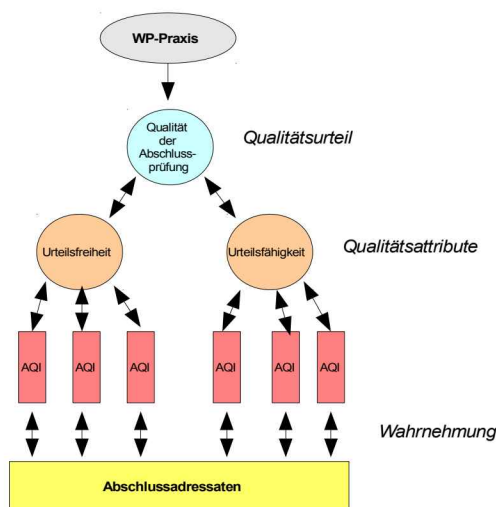 WP-Praxis
Qualität
der
Abschluss-
prüfung
Qualitätsurteil
Urteilsfreiheit
Urteilsfähigkeit
Qualitätsattribute
AQI
AQI
AQI
AQI
AQI
AQI
Wahrnehmung
Abschlussadressaten